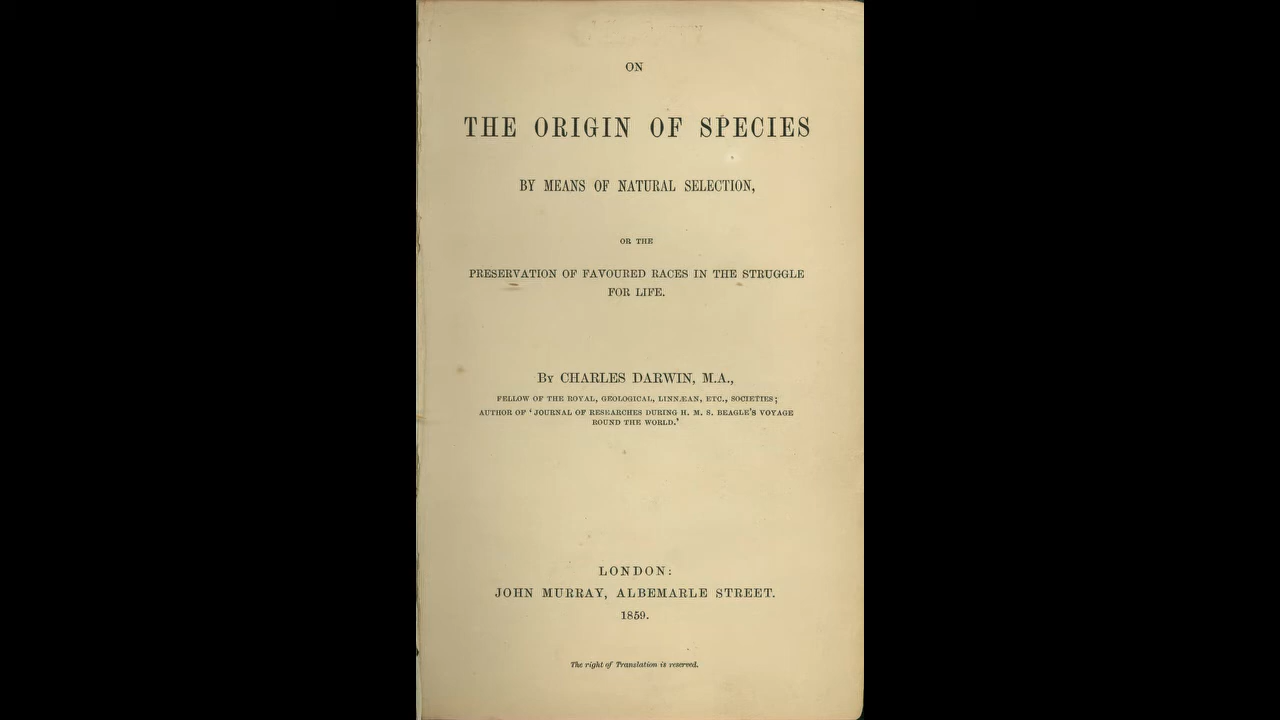 ON
THE ORIGIN OF SPECIES
BY MEANS OF NATURAL SELECTION,
OR THE
PRESERVATION OF FAVOURED RACES IN THE STRUGGLE
FOR LIFE.
By CHARLES DARWIN, M.A.,
FELLOW OF THE ROYAL, GEOLOGICAL, LINNÆAN, ETC., SOCIETIES;
AUTHOR OF ‘JOURNAL OF RESEARCHES DURING H. M. S. BEAGLE'S VOYAGE
ROUND THE WORLD.’
LONDON:
JOHN MURRAY, ALBEMARLE STREET.
1859.
The right of Translation is reserved.